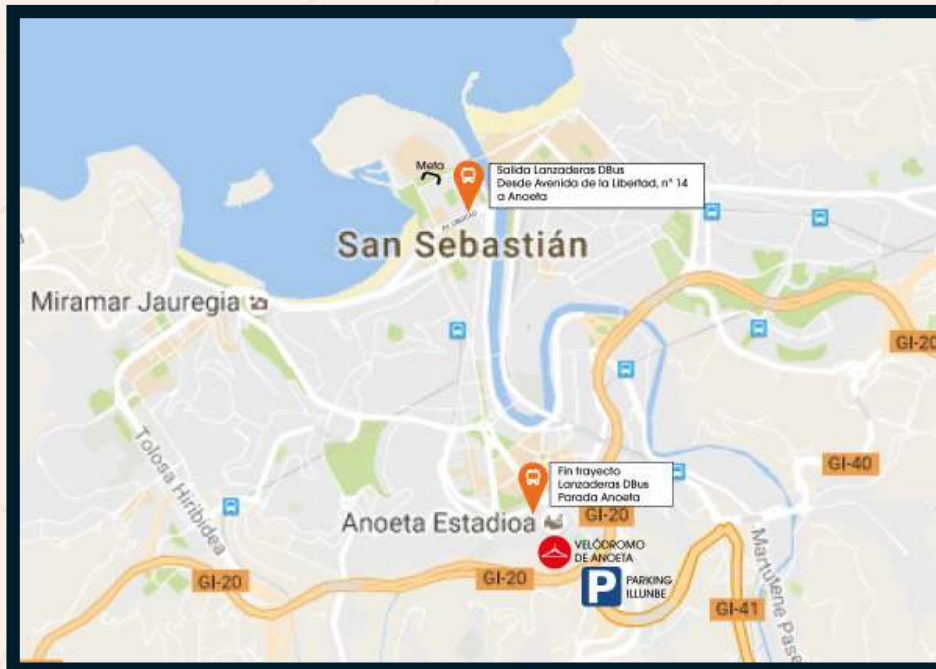 Meta
Salida Lanzaderas DBus
Desde Avenida de la Libertad, nº 14
a Anoeta
San Sebastián
Miramar Jauregia
GI-20
Tolosa Hiribidea
GI-40
Fin trayecto
Lanzaderas DBus
Parada Anoeta
GI-20
Anoeta Estadioa
VELÓDROMO
DE ANOETA
GI-20
GI-20
P
PARKING
ILLUNBE
GI-41
Martutene Pase